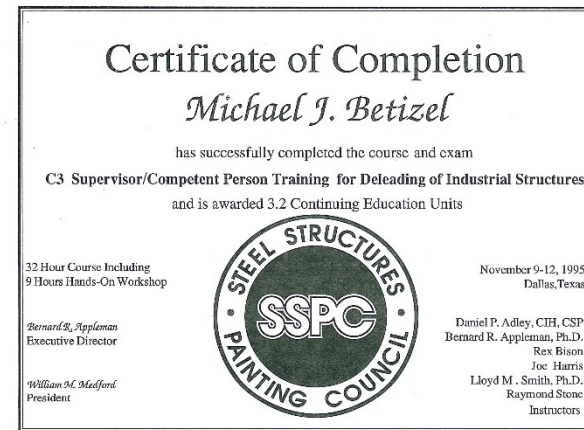 Certificate of Completion
Michael J. Betizel
has successfully completed the course and exam
C3 Supervisor/Competent Person Training for Deleading of Industrial Structures
and is awarded 3.2 Continuing Education Units
32 Hour Course Including
9 Hours Hands-On Workshop
Bernard R. Appleman
Executive Director
William M. Medford
President
STEEL STRUCTURES
SSPC
PAINTING COUNCIL
November 9-12, 1995
Dallas,Texas
Daniel P. Adley, CIH, CSP
Bernard R. Appleman, Ph.D.
Rex Bison
Joe Harris
Lloyd M . Smith, Ph.D.
Raymond Stone
Instructors